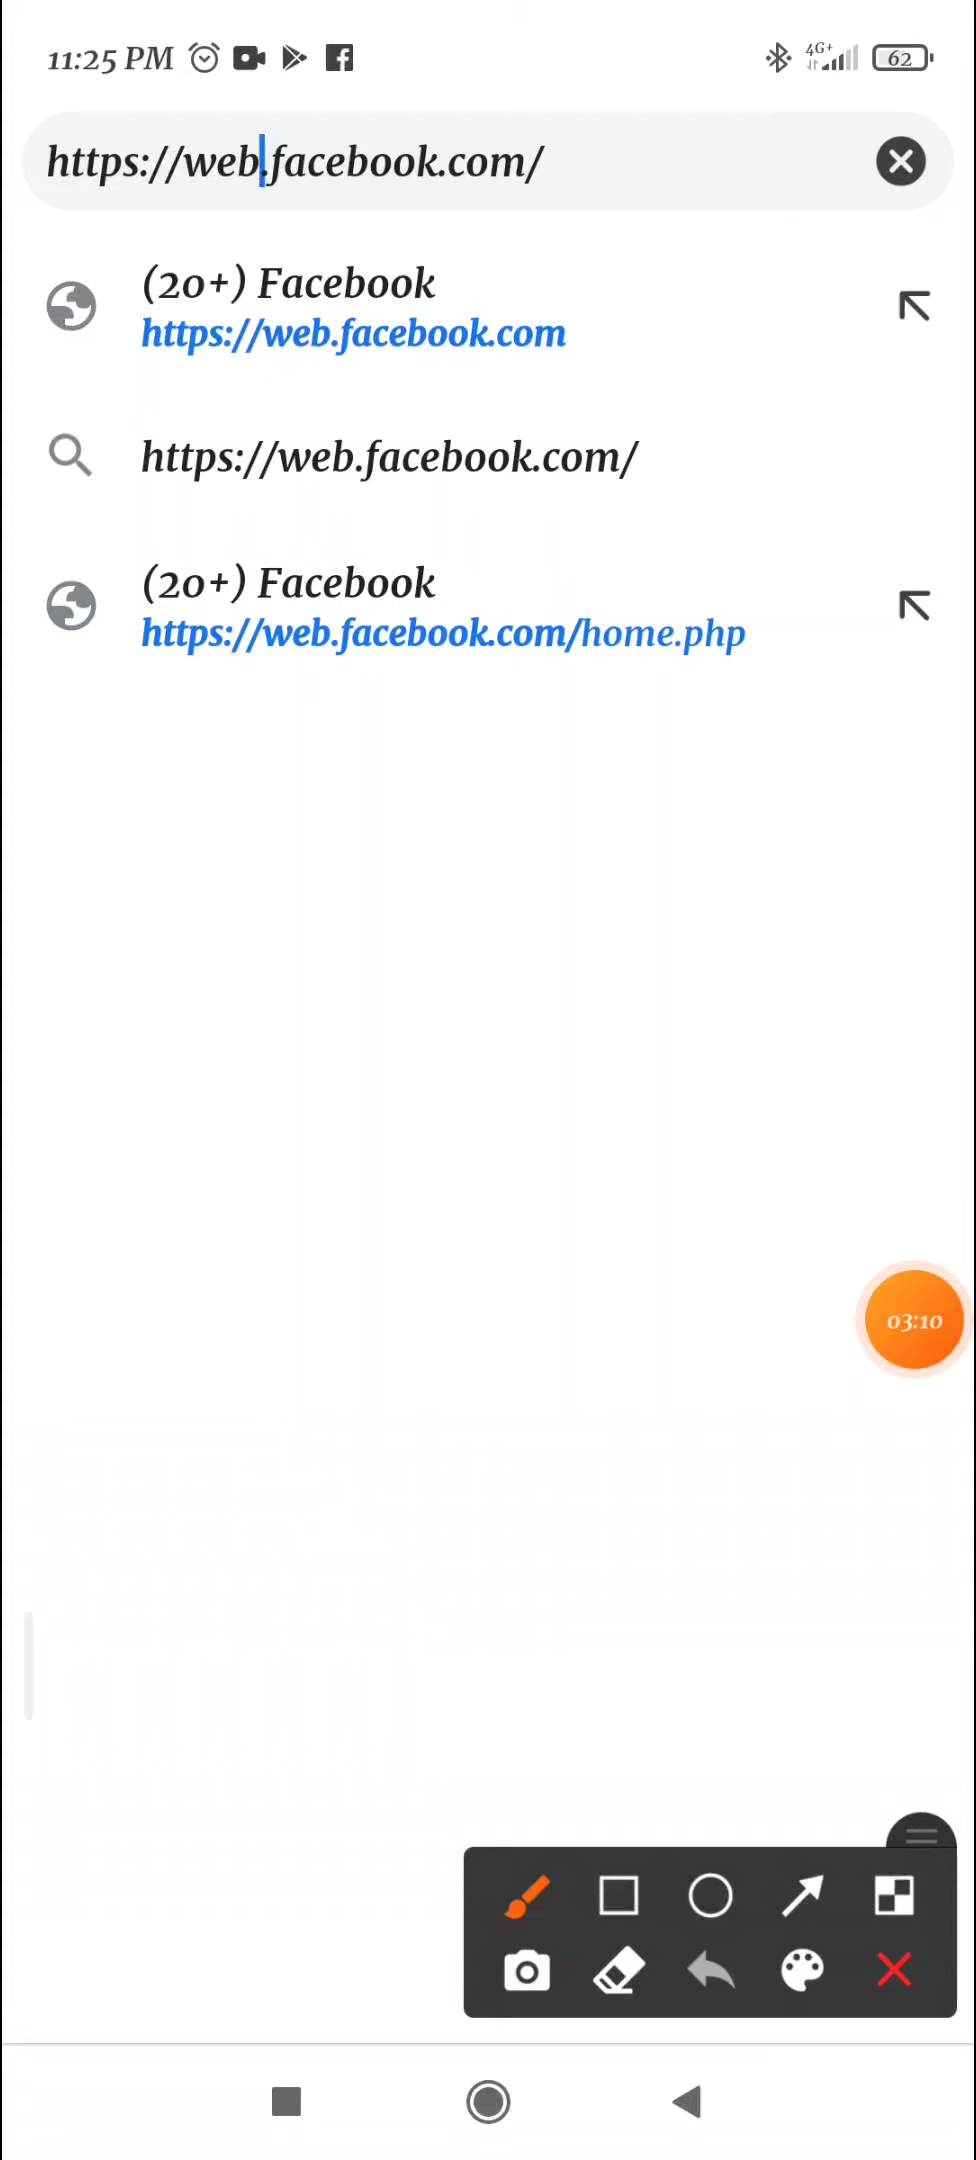 11:25 PM 4G+ 62
https://web.facebook.com/
(20+) Facebook
https://web.facebook.com
https://web.facebook.com/
(20+) Facebook
https://web.facebook.com/home.php
03:10